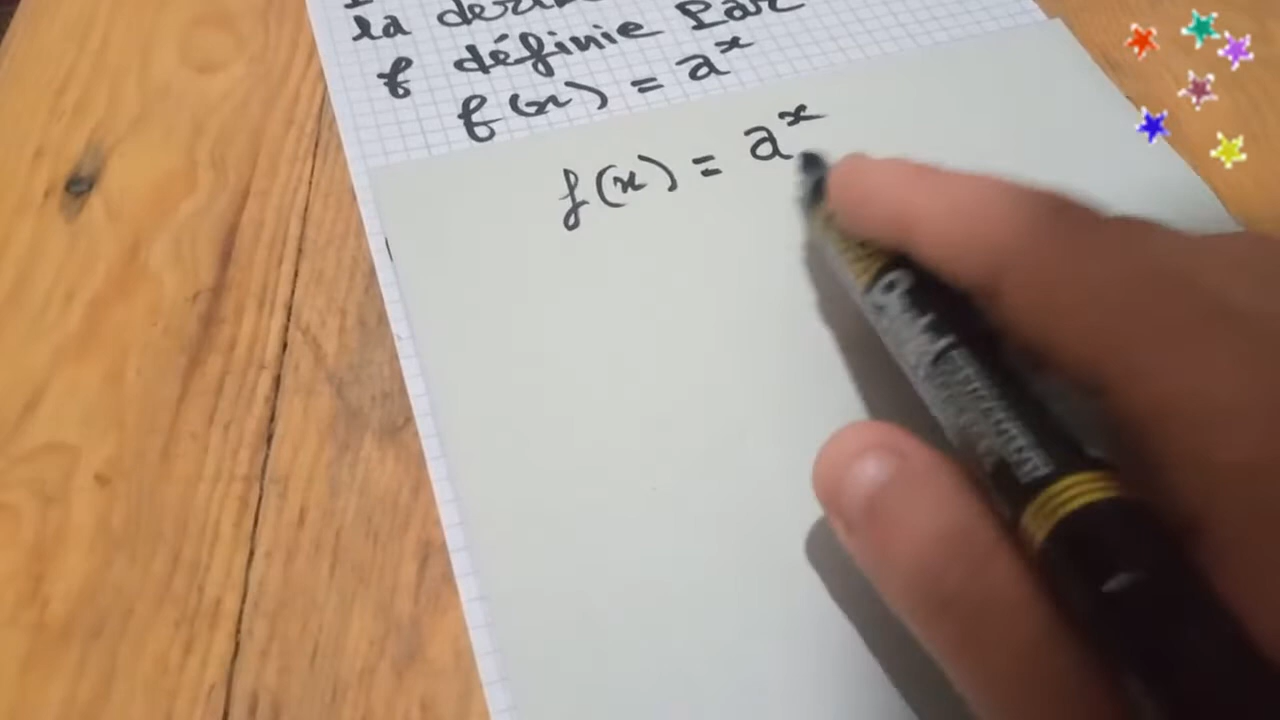 la
f définie par
f(x) = a^x
f(x) = a^x